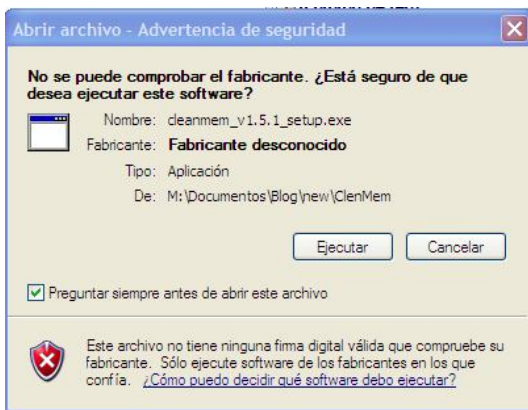 Abrir archivo - Advertencia de seguridad
No se puede comprobar el fabricante. ¿Está seguro de que
desea ejecutar este software?
Nombre: cleanmem_v1.5.1_setup.exe
Fabricante: Fabricante desconocido
Tipo: Aplicación
De: M:\Documentos\Blog\new\ClenMem
Ejecutar Cancelar
Preguntar siempre antes de abrir este archivo
Este archivo no tiene ninguna firma digital válida que compruebe su
fabricante. Sólo ejecute software de los fabricantes en los que
confía. ¿Cómo puedo decidir qué software debo ejecutar?